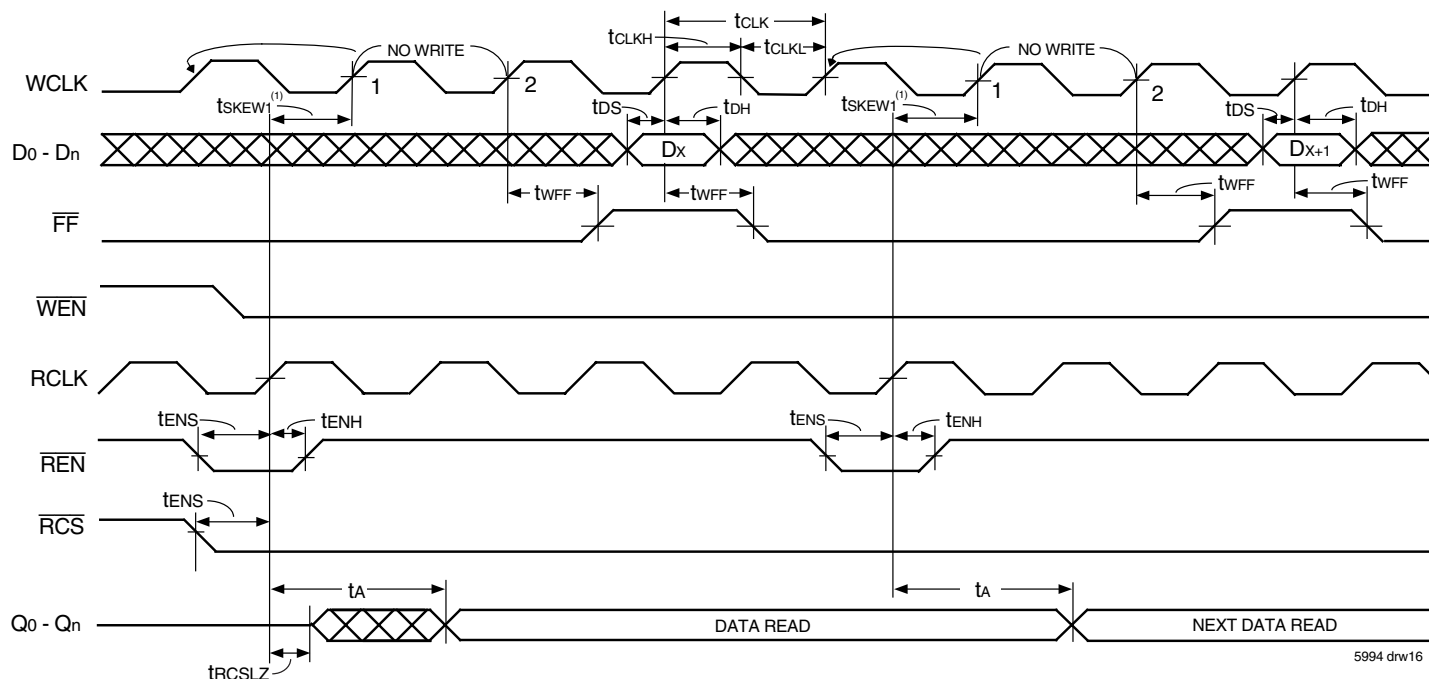 tCLK
tCLKH
tCLKL
NO WRITE
NO WRITE
WCLK
1
2
1
2
tSKEW1(1)
tDS
tDH
tSKEW1(1)
tDS
tDH
D0 - Dn
DX
DX+1
tWFF
tWFF
tWFF
tWFF
FF
WEN
RCLK
tENS
tENH
tENS
tENH
REN
tENS
RCS
tA
tA
Q0 - Qn
DATA READ
NEXT DATA READ
tRCSLZ
5994 drw16